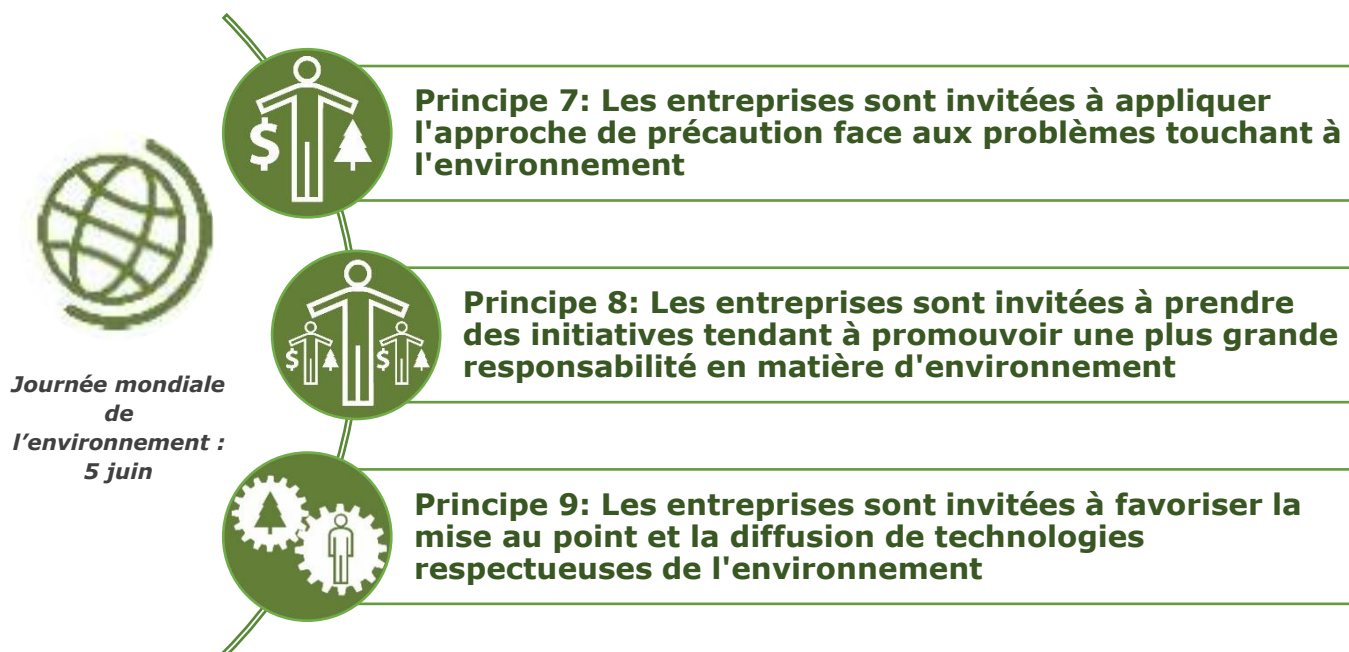 Principe 7: Les entreprises sont invitées à appliquer
l'approche de précaution face aux problèmes touchant à
l'environnement
Principe 8: Les entreprises sont invitées à prendre
des initiatives tendant à promouvoir une plus grande
responsabilité en matière d'environnement
Journée mondiale
de
l’environnement :
5 juin
Principe 9: Les entreprises sont invitées à favoriser la
mise au point et la diffusion de technologies
respectueuses de l'environnement